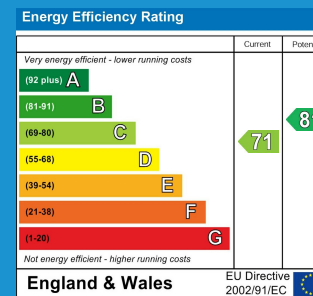 Energy Efficiency Rating
Current
Very energy efficient - lower running costs
(92 plus) A
(81-91) B
(69-80) C
71
(55-68) D
(39-54) E
(21-38) F
(1-20) G
Not energy efficient - higher running costs
England & Wales
EU Directive
2002/91/EC